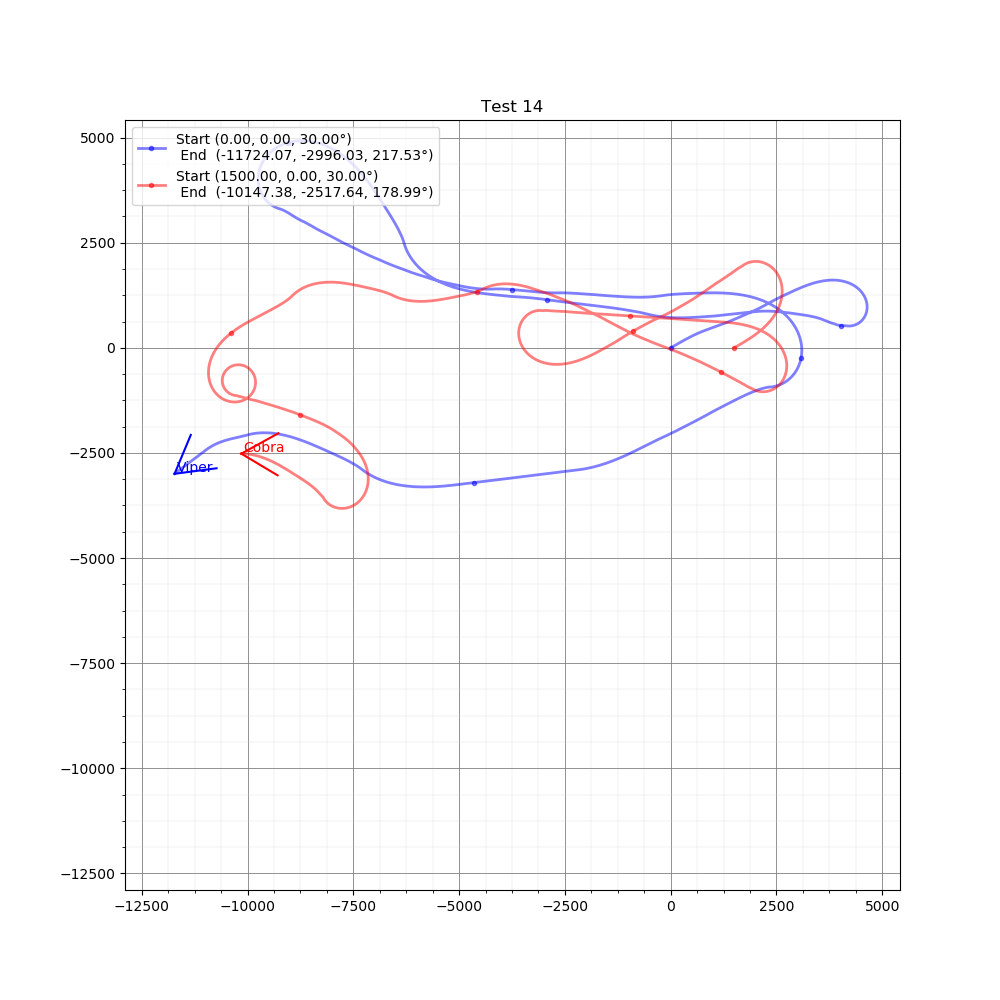 Test 14
Start (0.00, 0.00, 30.00°)
End (-11724.07, -2996.03, 217.53°)
Start (1500.00, 0.00, 30.00°)
End (-10147.38, -2517.64, 178.99°)
5000
2500
0
−2500
−5000
−7500
−10000
−12500
Cobra
Viper
−12500 −10000 −7500 −5000 −2500 0 2500 5000